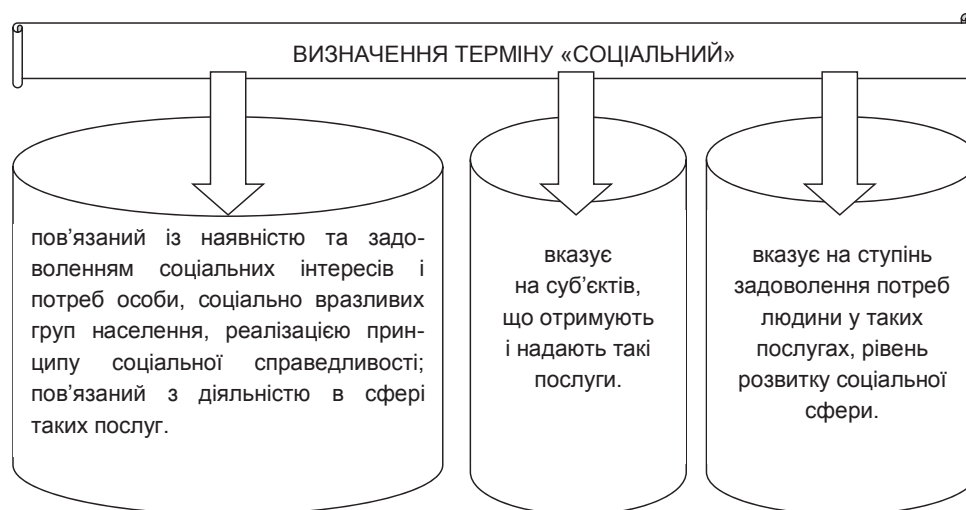 ВИЗНАЧЕННЯ ТЕРМІНУ «СОЦІАЛЬНИЙ»
пов’язаний із наявністю та задо-
воленням соціальних інтересів і
потреб особи, соціально вразливих
груп населення, реалізацією прин-
ципу соціальної справедливості;
пов’язаний з діяльністю в сфері
таких послуг.
вказує
на суб’єктів,
що отримують
і надають такі
послуги.
вказує на ступінь
задоволення потреб
людини у таких
послугах, рівень
розвитку соціальної
сфери.